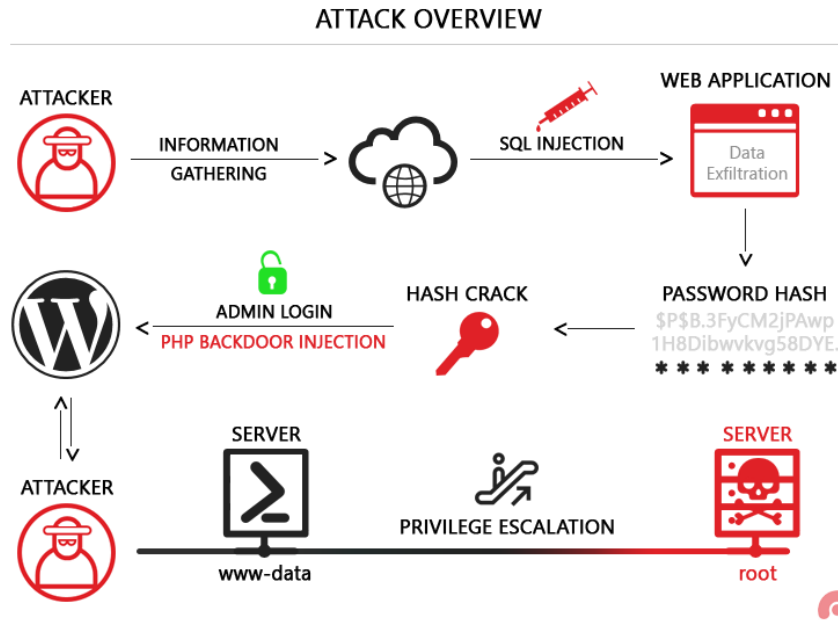 ATTACK OVERVIEW
ATTACKER
INFORMATION
GATHERING
SQL INJECTION
WEB APPLICATION
Data
Exfiltration
PASSWORD HASH
$P$B.3FyCM2jPAwp
1H8Dibwvkvg58DYE.
* * * * * * * * *
HASH CRACK
ADMIN LOGIN
PHP BACKDOOR INJECTION
W
ATTACKER
SERVER
www-data
PRIVILEGE ESCALATION
SERVER
root